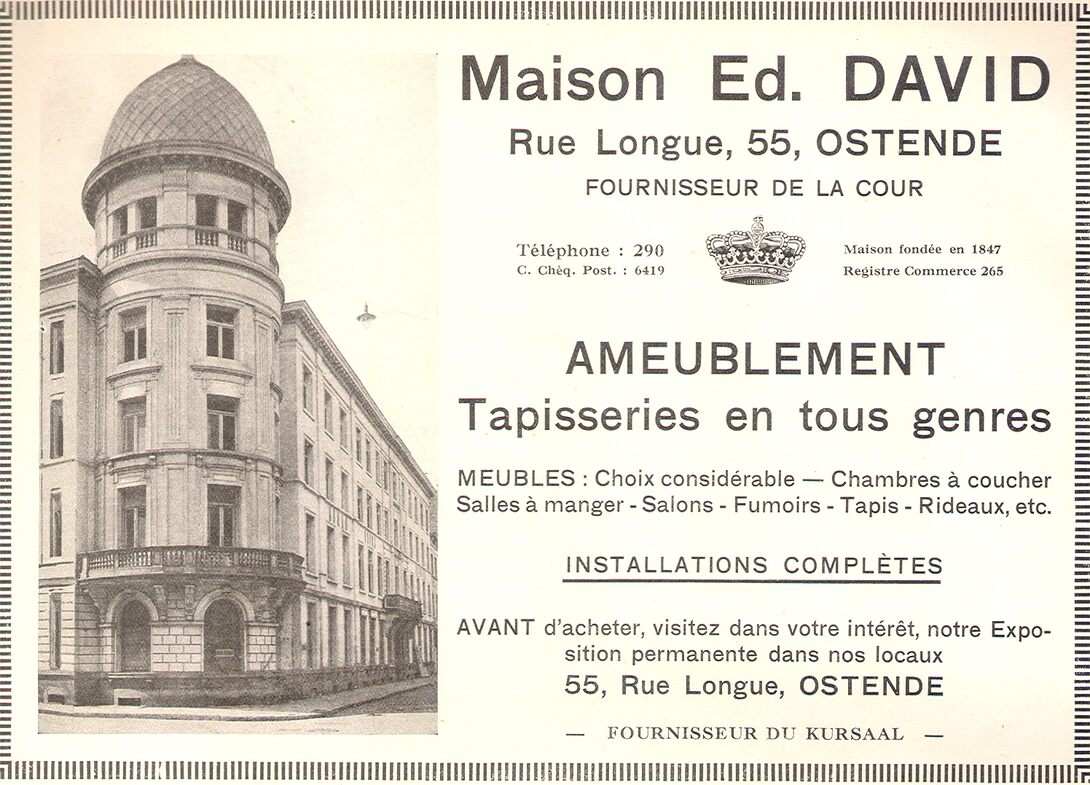 Maison Ed. DAVID
Rue Longue, 55, OSTENDE
FOURNISSEUR DE LA COUR
Téléphone : 290
C. Chèq. Post. : 6419
Maison fondée en 1847
Registre Commerce 265
AMEUBLEMENT
Tapisseries en tous genres
MEUBLES : Choix considérable — Chambres à coucher
Salles à manger - Salons - Fumoirs - Tapis - Rideaux, etc.
INSTALLATIONS COMPLÈTES
AVANT d'acheter, visitez dans votre intérêt, notre Expo-
sition permanente dans nos locaux
55, Rue Longue, OSTENDE
— FOURNISSEUR DU KURSAAL —